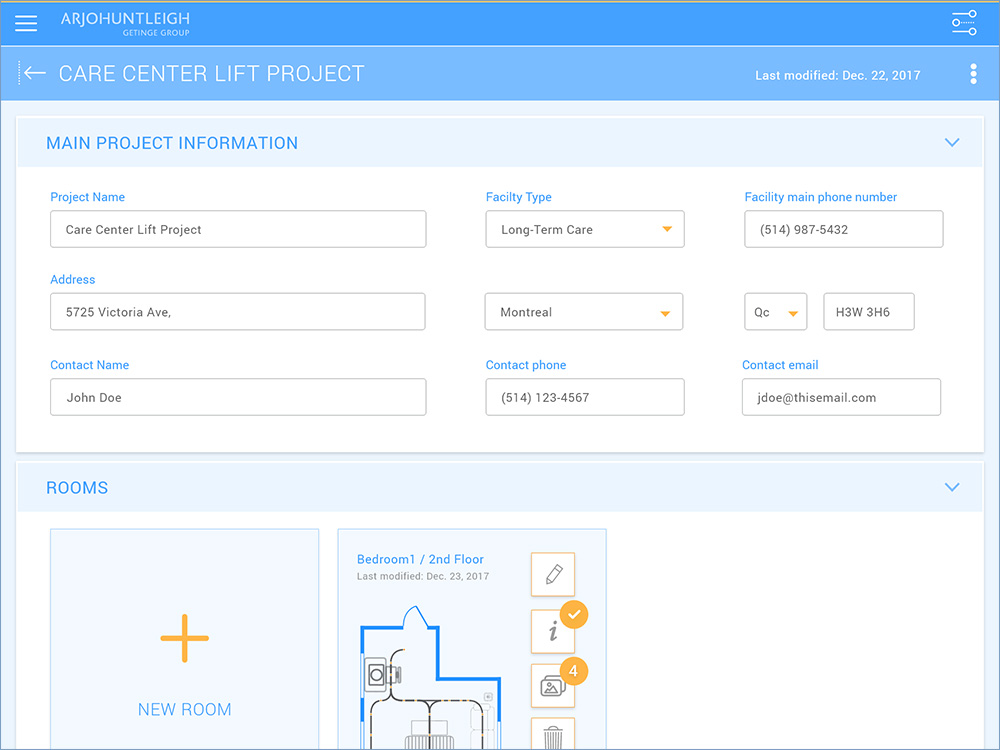 ARJOHUNTLEIGH
GETINGE GROUP
CARE CENTER LIFT PROJECT
Last modified: Dec. 22, 2017
MAIN PROJECT INFORMATION
Project Name
Facilty Type
Facility main phone number
Care Center Lift Project
Long-Term Care
(514) 987-5432
Address
5725 Victoria Ave,
Montreal
Qc
H3W 3H6
Contact Name
Contact phone
Contact email
John Doe
(514) 123-4567
jdoe@thisemail.com
ROOMS
NEW ROOM
Bedroom1 / 2nd Floor
Last modified: Dec. 23, 2017
i
4